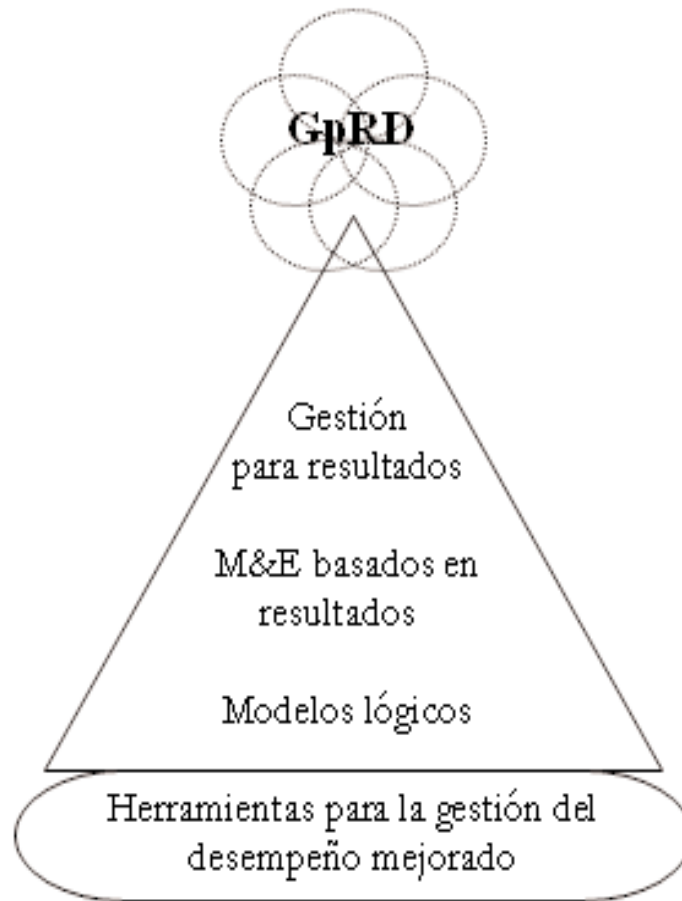 GpRD
Gestión
para resultados
M&E basados en
resultados
Modelos lógicos
Herramientas para la gestión del
desempeño mejorado